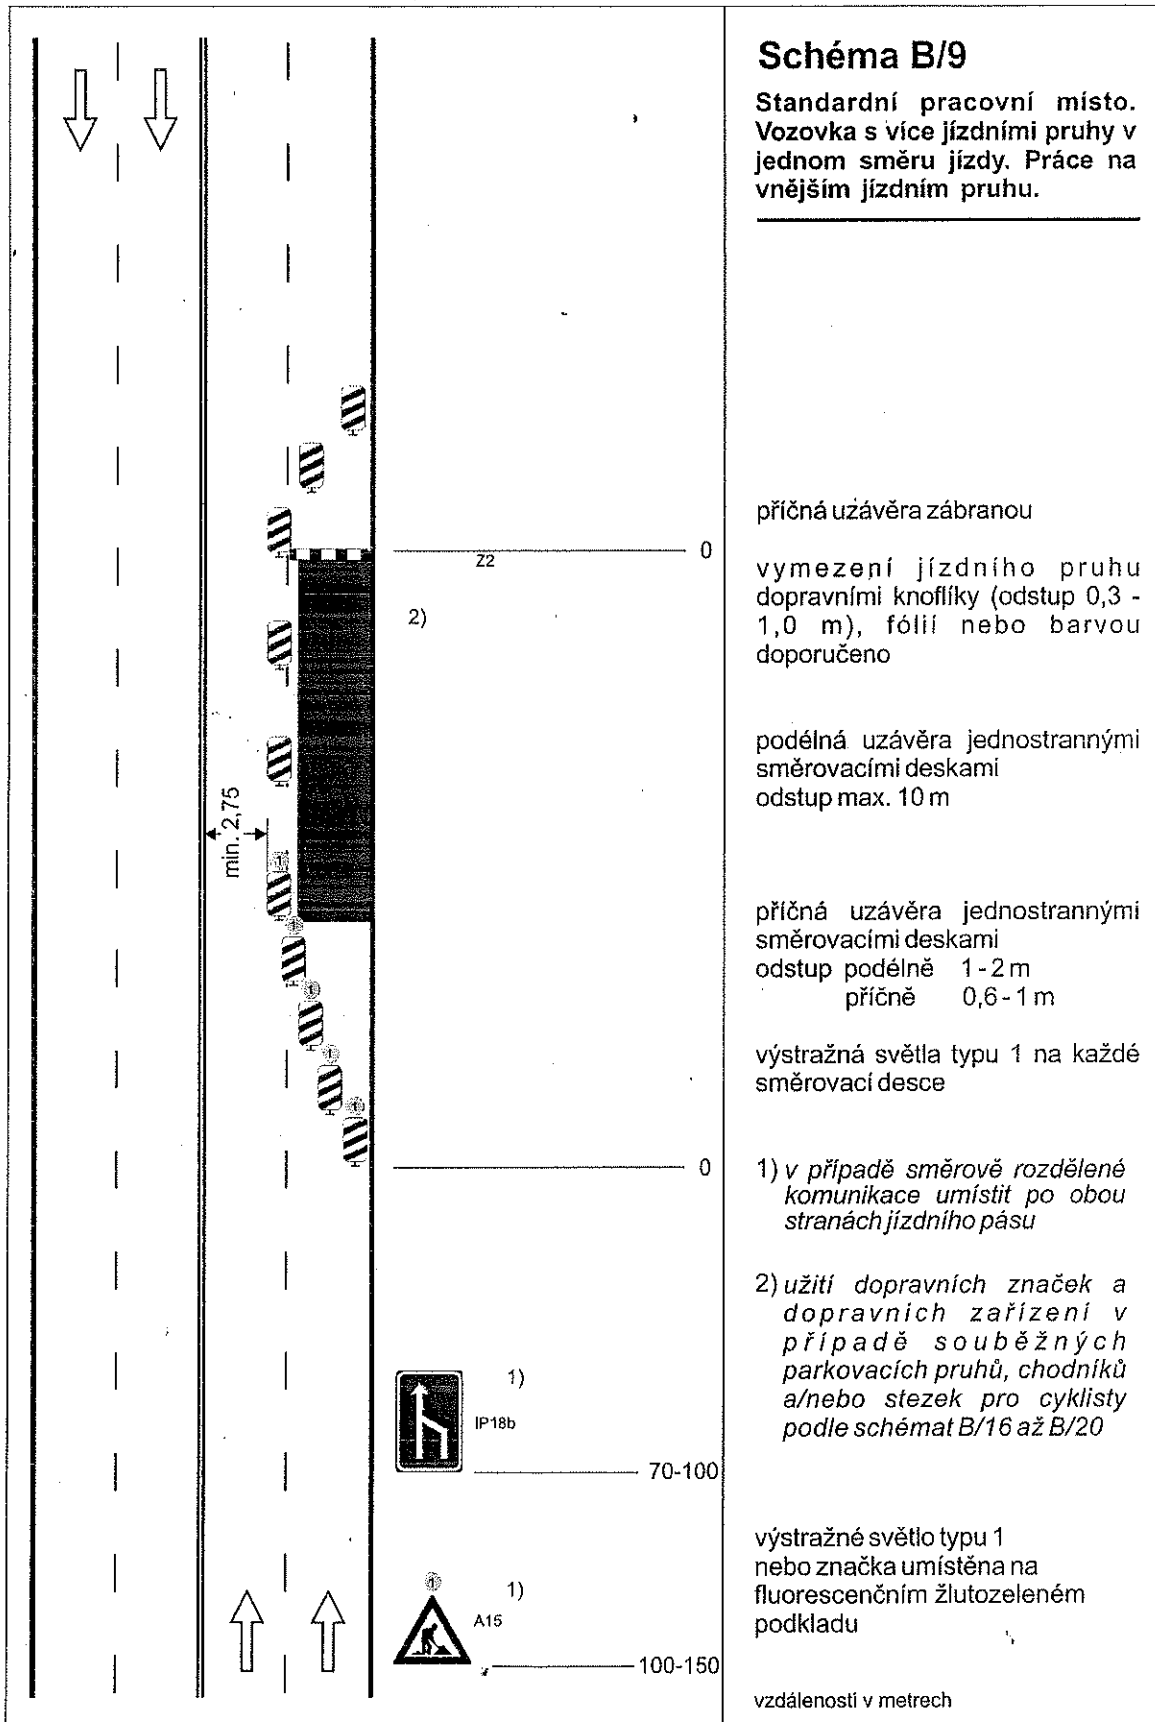 Schéma B/9
Standardní pracovní místo.
Vozovka s více jízdními pruhy v
jednom směru jízdy. Práce na
vnějším jízdním pruhu.
příčná uzávěra zábranou
Z2
0
vymezení jízdního pruhu
dopravními knoflíky (odstup 0,3 -
1,0 m), fólií nebo barvou
doporučeno
2)
podélná uzávěra jednostrannými
směrovacími deskami
odstup max. 10 m
min. 2,75
1
příčná uzávěra jednostrannými
směrovacími deskami
odstup podélně 1 - 2 m
příčně 0,6 - 1 m
1
1
1
1
výstražná světla typu 1 na každé
směrovací desce
0
1) v případě směrově rozdělené
komunikace umístit po obou
stranách jízdního pásu
2) užití dopravních značek a
dopravních zařízení v
případě souběžných
parkovacích pruhů, chodníků
a/nebo stezek pro cyklisty
podle schémat B/16 až B/20
1)
IP18b
70-100
výstražné světlo typu 1
nebo značka umístěna na
fluorescenčním žlutozeleném
podkladu
1
1)
A15
100-150
vzdálenosti v metrech